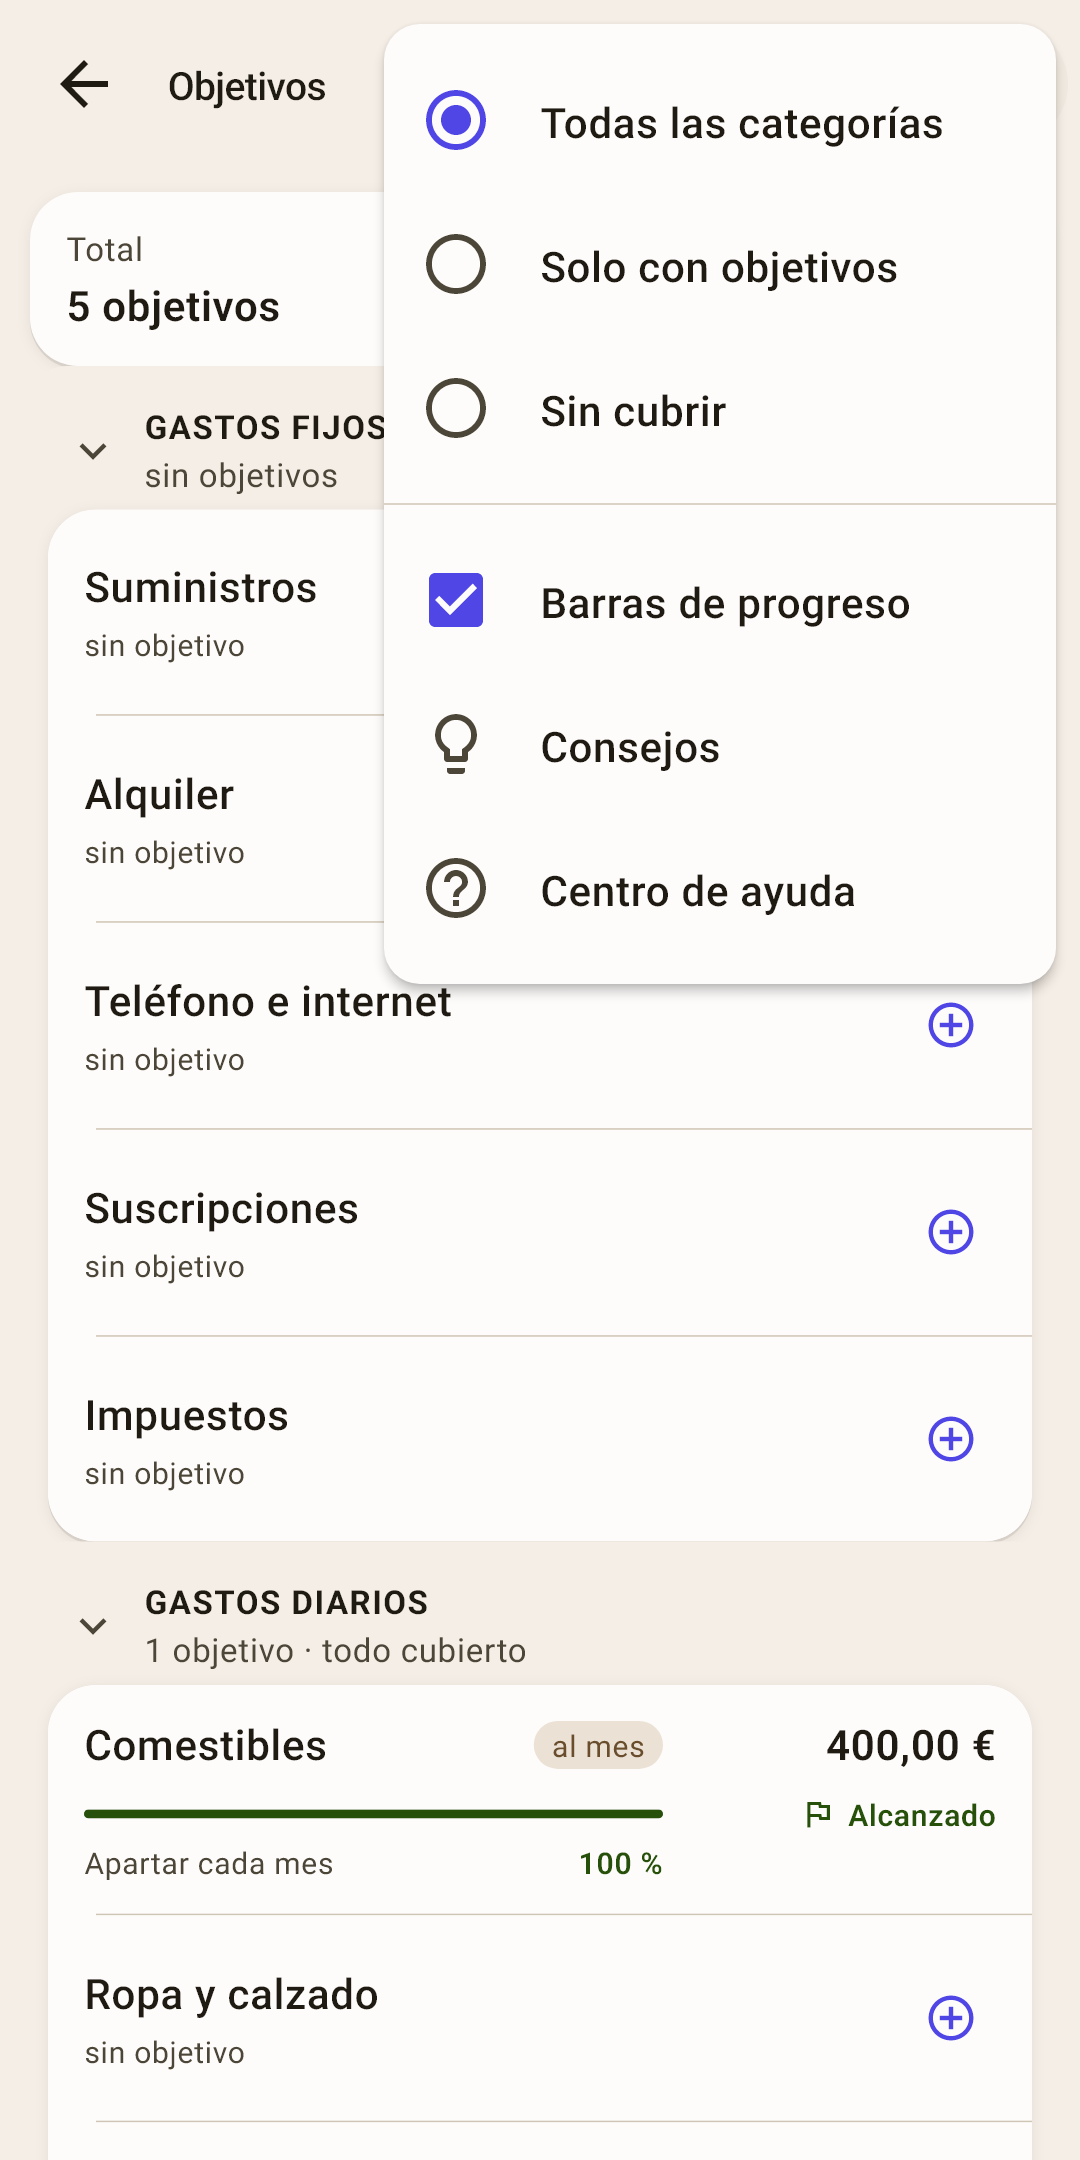 Objetivos
Todas las categorías
Solo con objetivos
Sin cubrir
Barras de progreso
Consejos
Centro de ayuda
Total
5 objetivos
GASTOS FIJOS
sin objetivos
Suministros
sin objetivo
Alquiler
sin objetivo
Teléfono e internet
sin objetivo
Suscripciones
sin objetivo
Impuestos
sin objetivo
GASTOS DIARIOS
1 objetivo · todo cubierto
Comestibles al mes 400,00 €
Alcanzado
Apartar cada mes 100 %
Ropa y calzado
sin objetivo